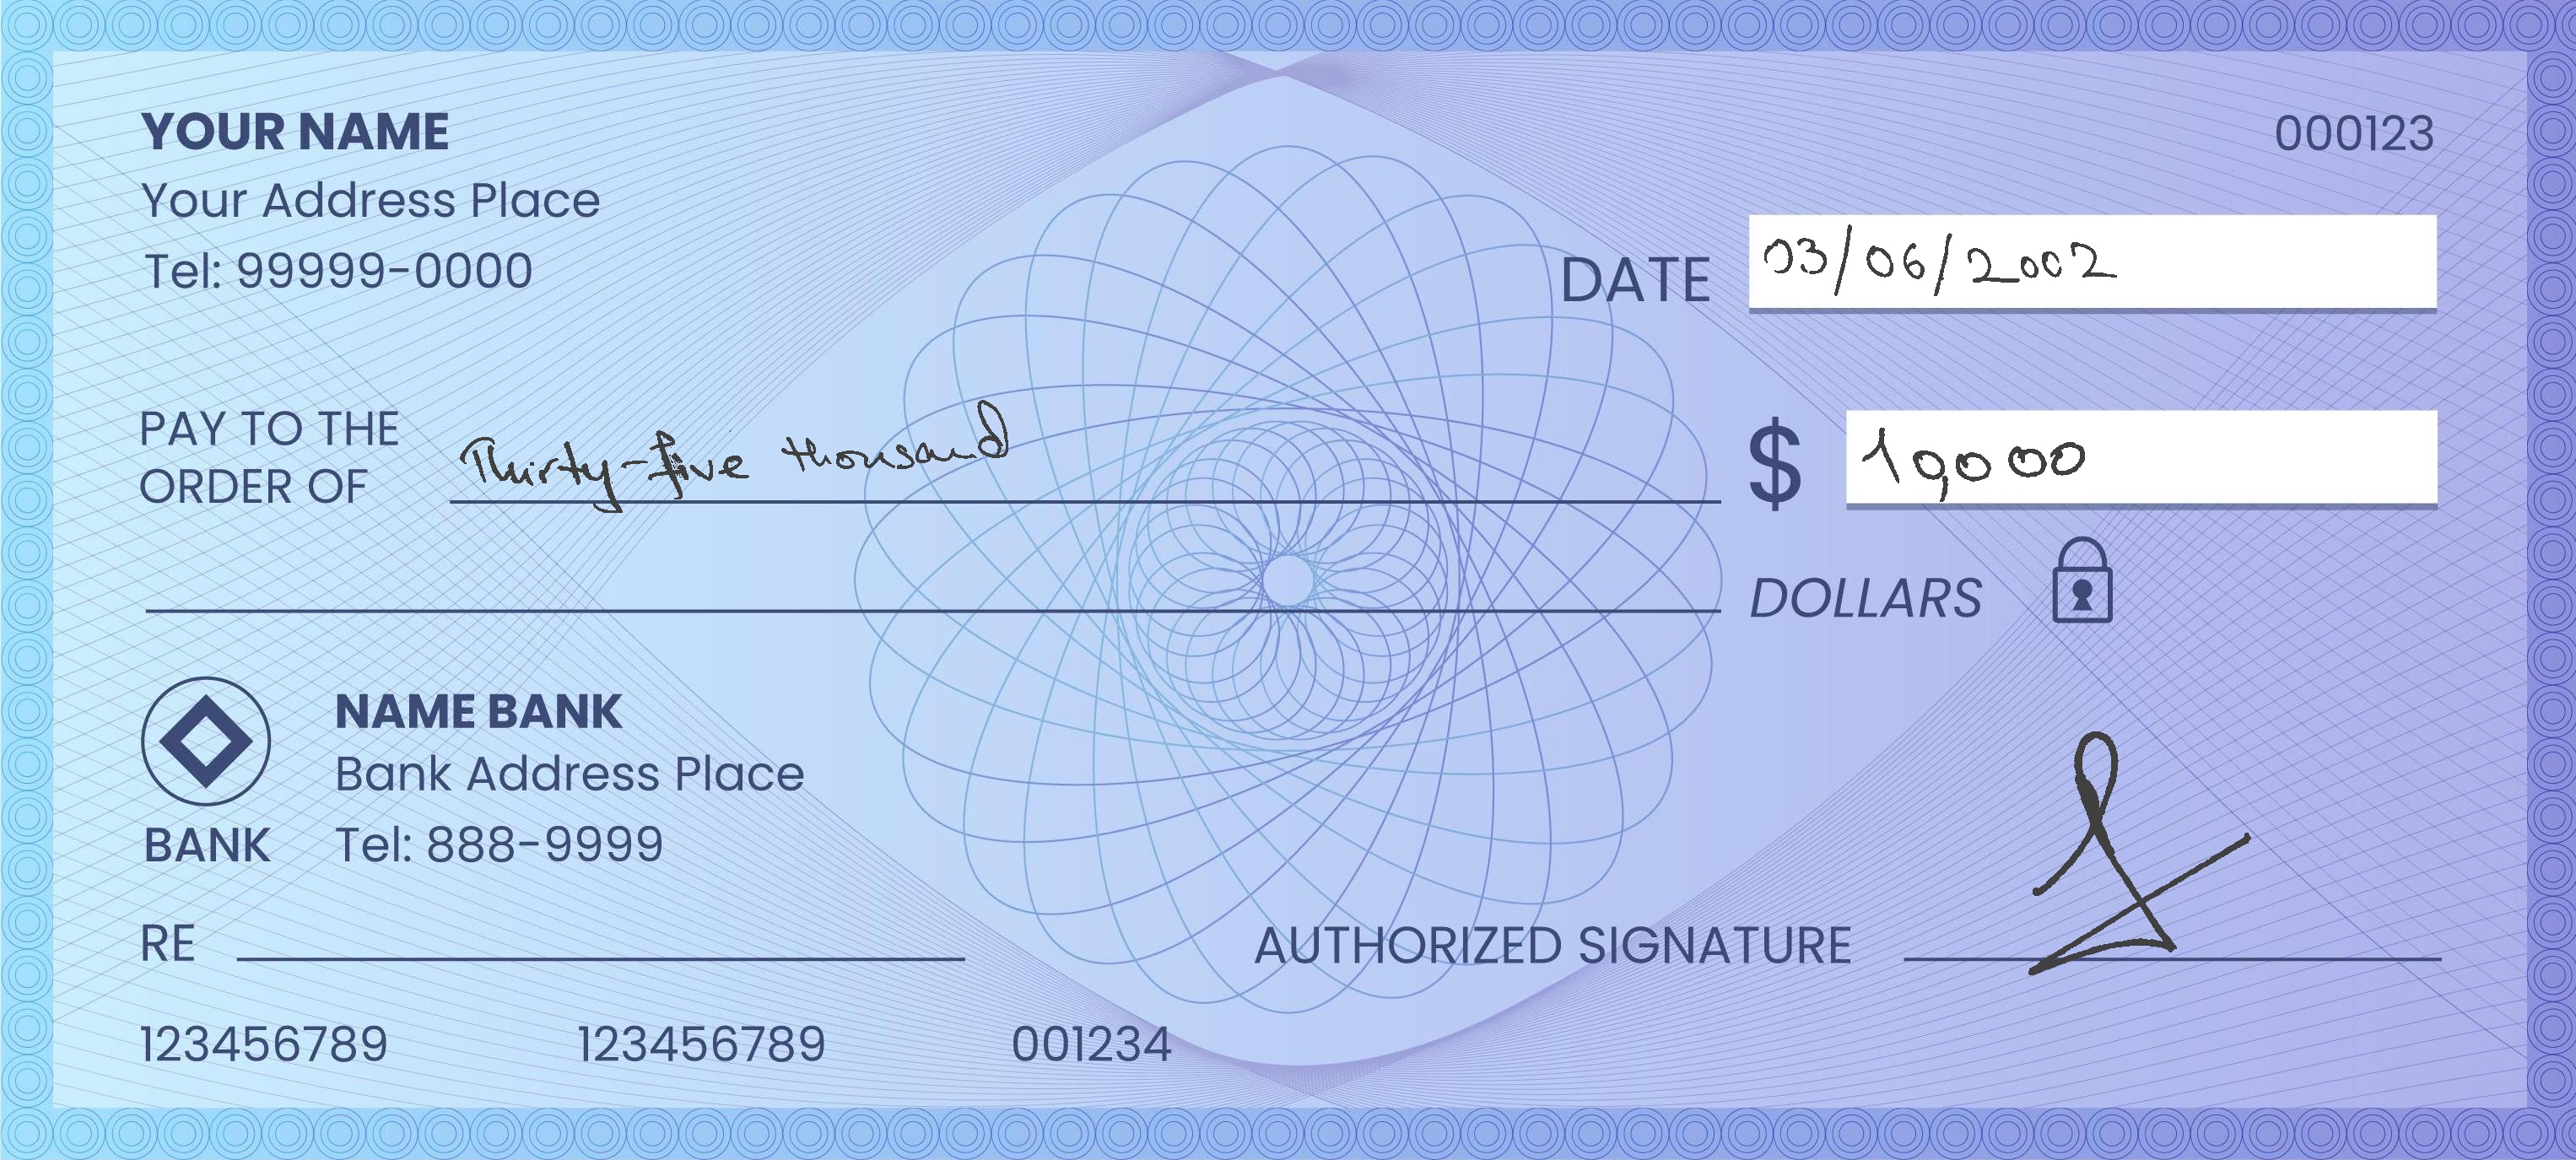 YOUR NAME
000123
Your Address Place
Tel: 99999-0000
DATE 03/06/2002
PAY TO THE
ORDER OF Thirty-five thousand $ 10,000
DOLLARS
NAME BANK
Bank Address Place
BANK Tel: 888-9999
RE
AUTHORIZED SIGNATURE
123456789 123456789 001234